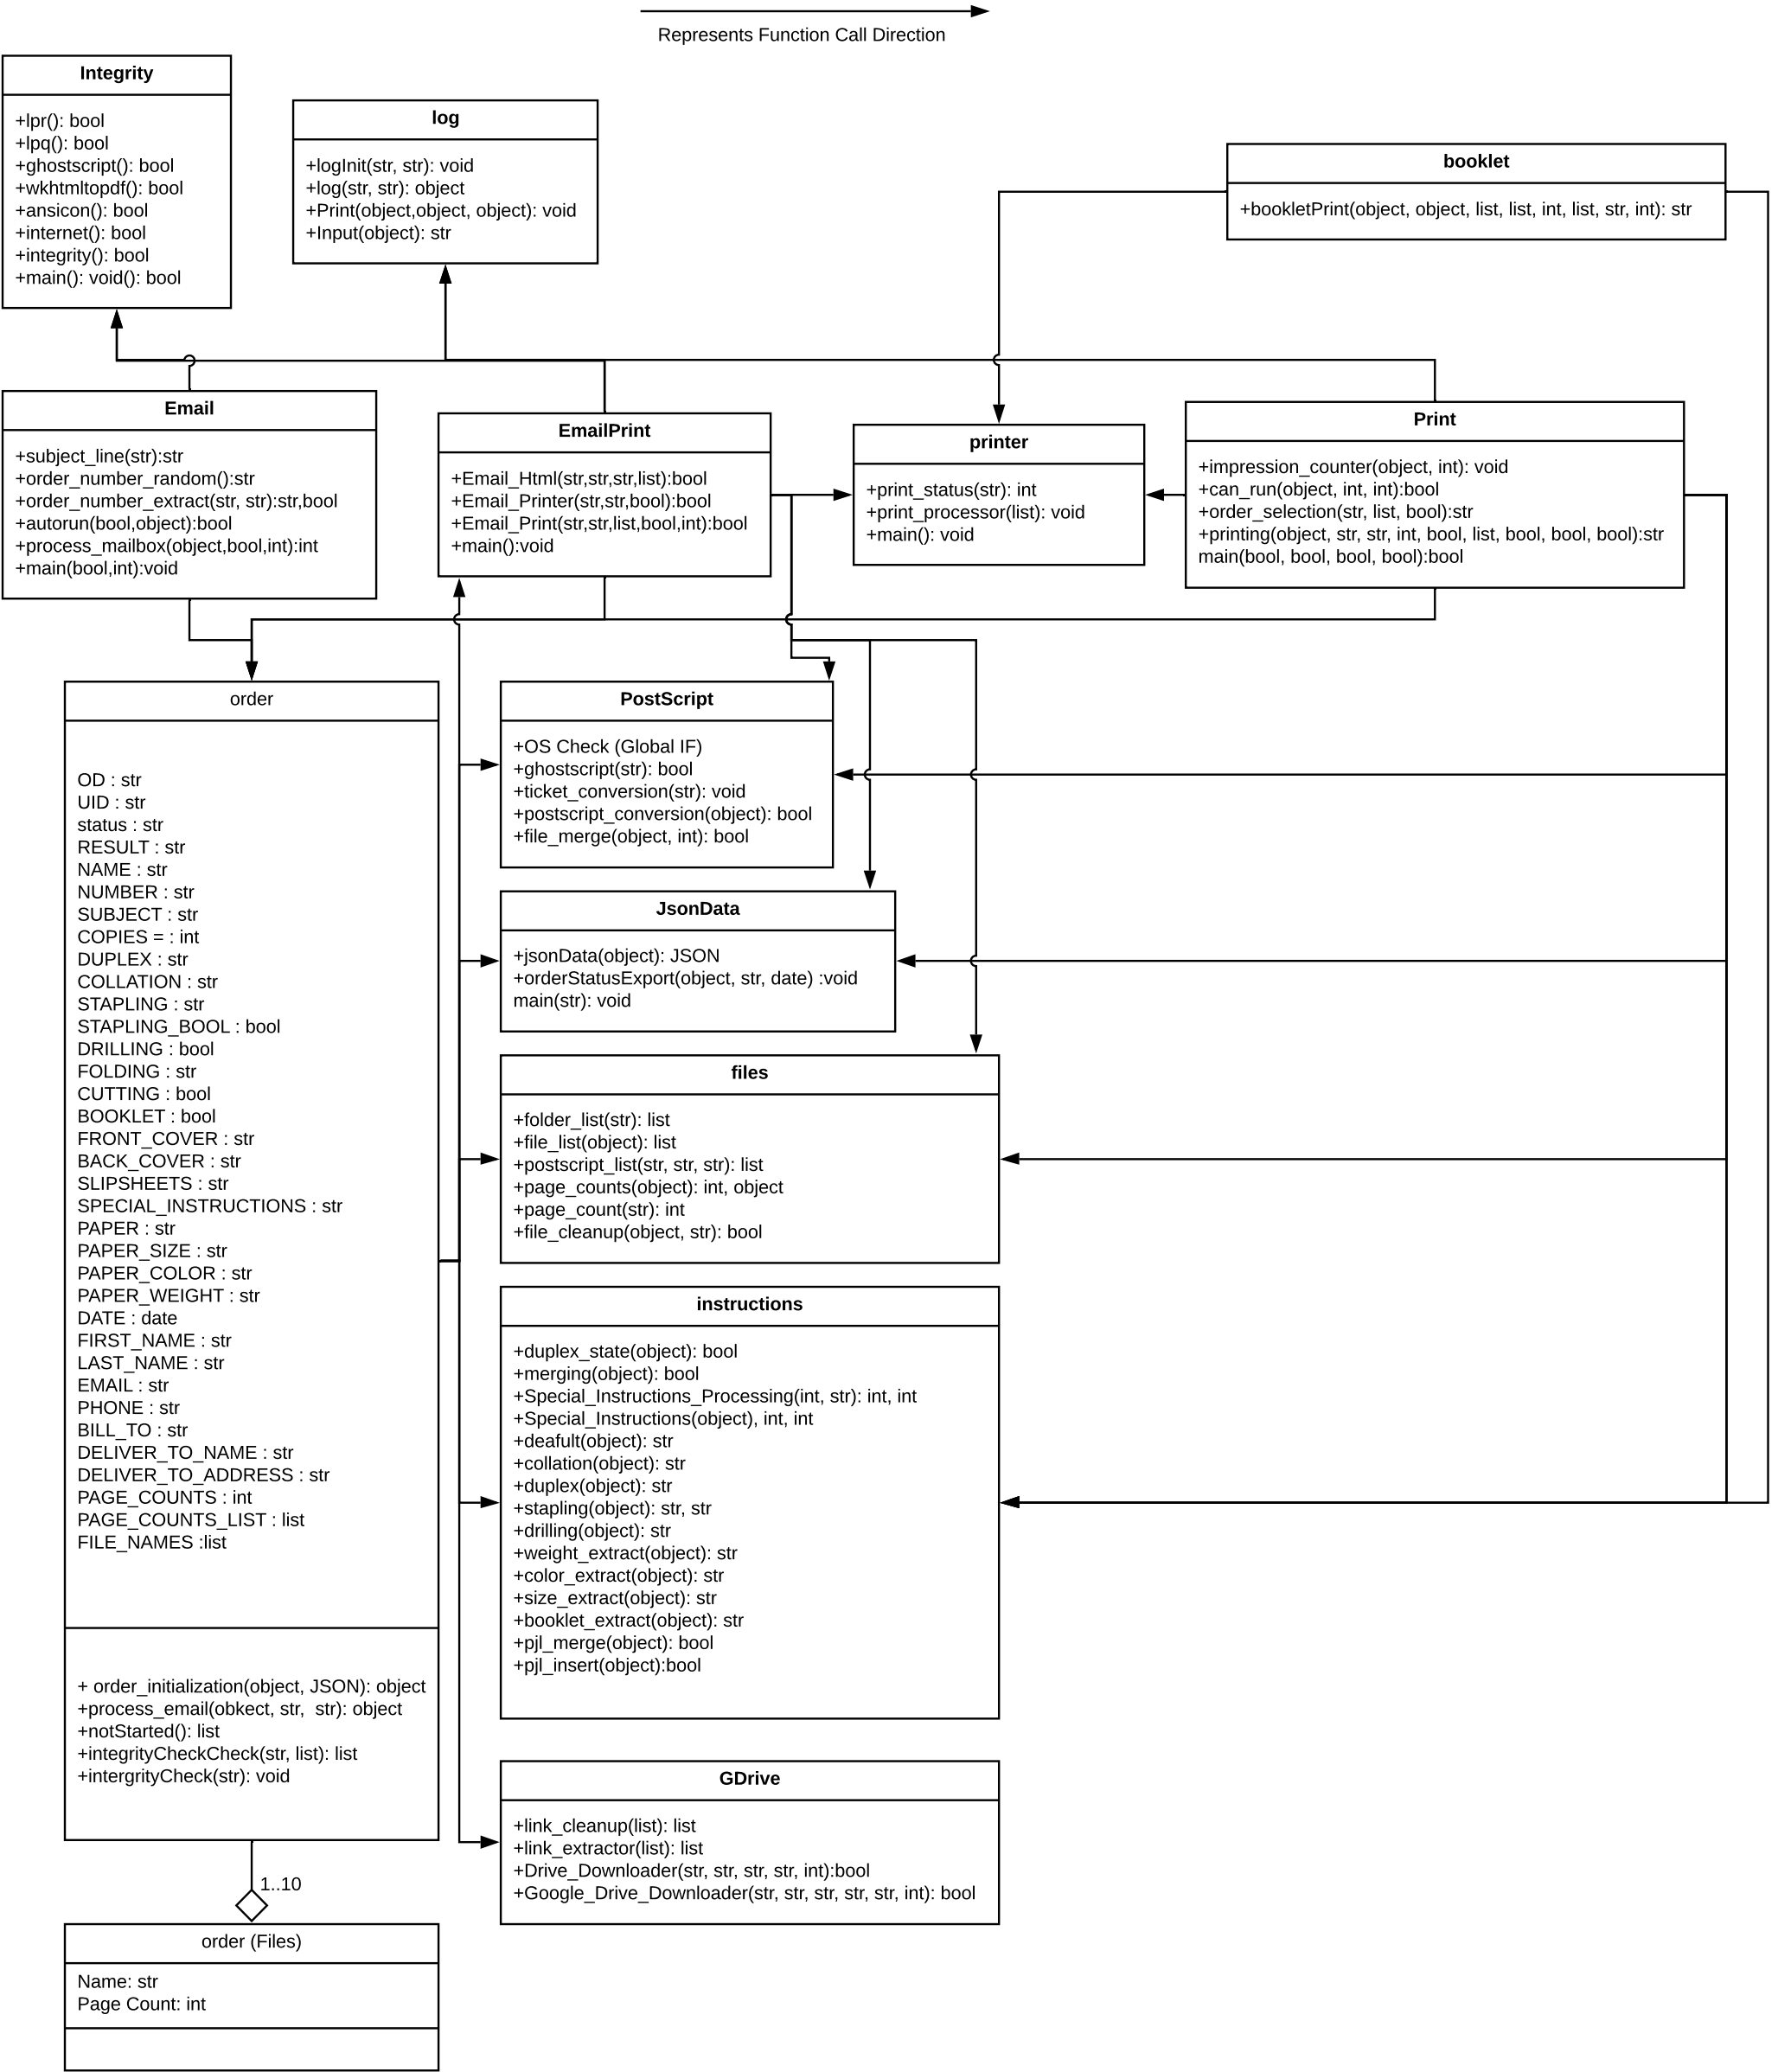 Represents Function Call Direction
Integrity
+lpr(): bool
+lpq(): bool
+ghostscript(): bool
+wkhtmltopdf(): bool
+ansicon(): bool
+internet(): bool
+integrity(): bool
+main(): void(): bool
log
+logInit(str, str): void
+log(str, str): object
+Print(object,object, object): void
+Input(object): str
booklet
+bookletPrint(object, object, list, list, int, list, str, int): str
Email
+subject_line(str):str
+order_number_random():str
+order_number_extract(str, str):str,bool
+autorun(bool,object):bool
+process_mailbox(object,bool,int):int
+main(bool,int):void
EmailPrint
+Email_Html(str,str,str,list):bool
+Email_Printer(str,str,bool):bool
+Email_Print(str,str,list,bool,int):bool
+main():void
printer
+print_status(str): int
+print_processor(list): void
+main(): void
Print
+impression_counter(object, int): void
+can_run(object, int, int):bool
+order_selection(str, list, bool):str
+printing(object, str, str, int, bool, list, bool, bool, bool):str
main(bool, bool, bool, bool):bool
order
OD : str
UID : str
status : str
RESULT : str
NAME : str
NUMBER : str
SUBJECT : str
COPIES = : int
DUPLEX : str
COLLATION : str
STAPLING : str
STAPLING_BOOL : bool
DRILLING : bool
FOLDING : str
CUTTING : bool
BOOKLET : bool
FRONT_COVER : str
BACK_COVER : str
SLIPSHEETS : str
SPECIAL_INSTRUCTIONS : str
PAPER : str
PAPER_SIZE : str
PAPER_COLOR : str
PAPER_WEIGHT : str
DATE : date
FIRST_NAME : str
LAST_NAME : str
EMAIL : str
PHONE : str
BILL_TO : str
DELIVER_TO_NAME : str
DELIVER_TO_ADDRESS : str
PAGE_COUNTS : int
PAGE_COUNTS_LIST : list
FILE_NAMES :list
+ order_initialization(object, JSON): object
+process_email(obkect, str,  str): object
+notStarted(): list
+integrityCheckCheck(str, list): list
+intergrityCheck(str): void
1..10
order (Files)
Name: str
Page Count: int
PostScript
+OS Check (Global IF)
+ghostscript(str): bool
+ticket_conversion(str): void
+postscript_conversion(object): bool
+file_merge(object, int): bool
JsonData
+jsonData(object): JSON
+orderStatusExport(object, str, date) :void
main(str): void
files
+folder_list(str): list
+file_list(object): list
+postscript_list(str, str, str): list
+page_counts(object): int, object
+page_count(str): int
+file_cleanup(object, str): bool
instructions
+duplex_state(object): bool
+merging(object): bool
+Special_Instructions_Processing(int, str): int, int
+Special_Instructions(object), int, int
+deafult(object): str
+collation(object): str
+duplex(object): str
+stapling(object): str, str
+drilling(object): str
+weight_extract(object): str
+color_extract(object): str
+size_extract(object): str
+booklet_extract(object): str
+pjl_merge(object): bool
+pjl_insert(object):bool
GDrive
+link_cleanup(list): list
+link_extractor(list): list
+Drive_Downloader(str, str, str, str, int):bool
+Google_Drive_Downloader(str, str, str, str, str, int): bool